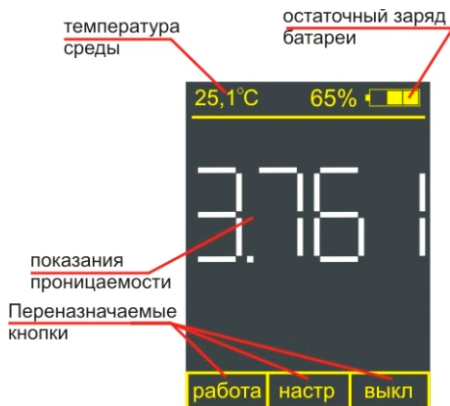 температура
среды
остаточный заряд
батареи
25,1°C 65%
3.761
показания
проницаемости
Переназначаемые
кнопки
работа настр выкл